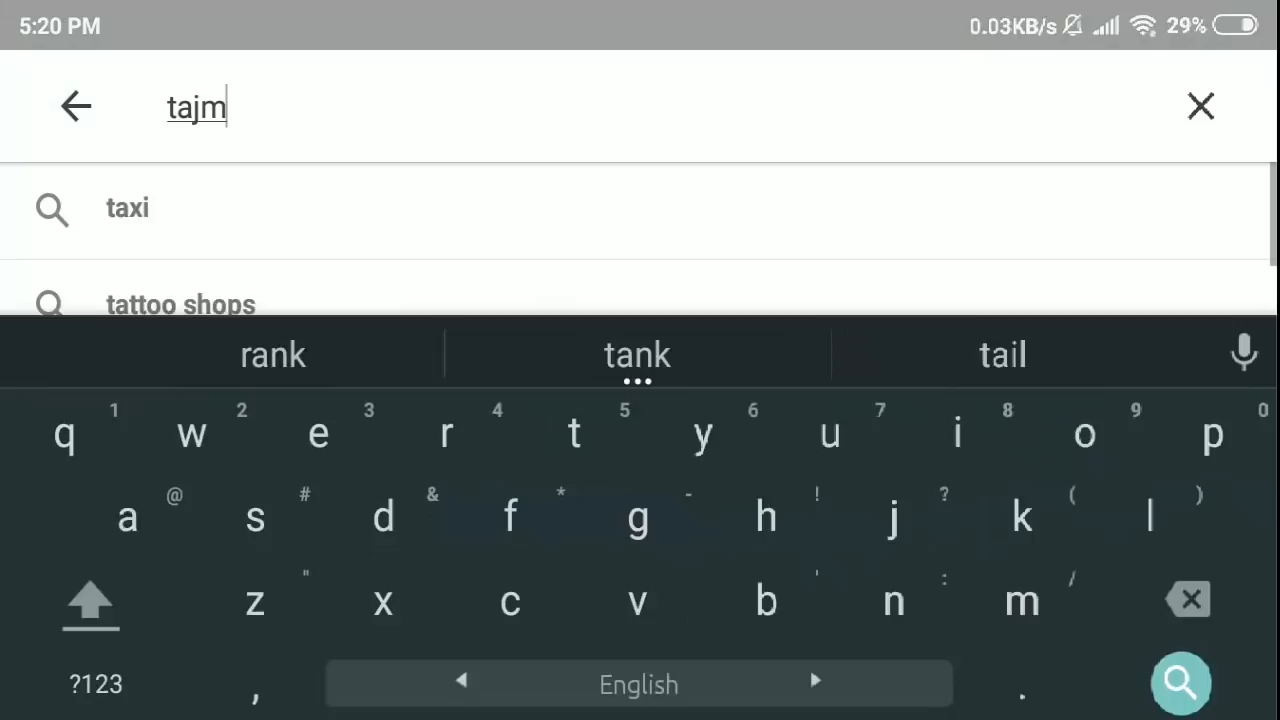 5:20 PM 0.03KB/s 29%
tajm
taxi
tattoo shops
rank tank tail
1 2 3 4 5 6 7 8 9 0
q w e r t y u i o p
@ # & * - ! ? ( )
a s d f g h j k l
" ' : /
z x c v b n m
?123 , English .